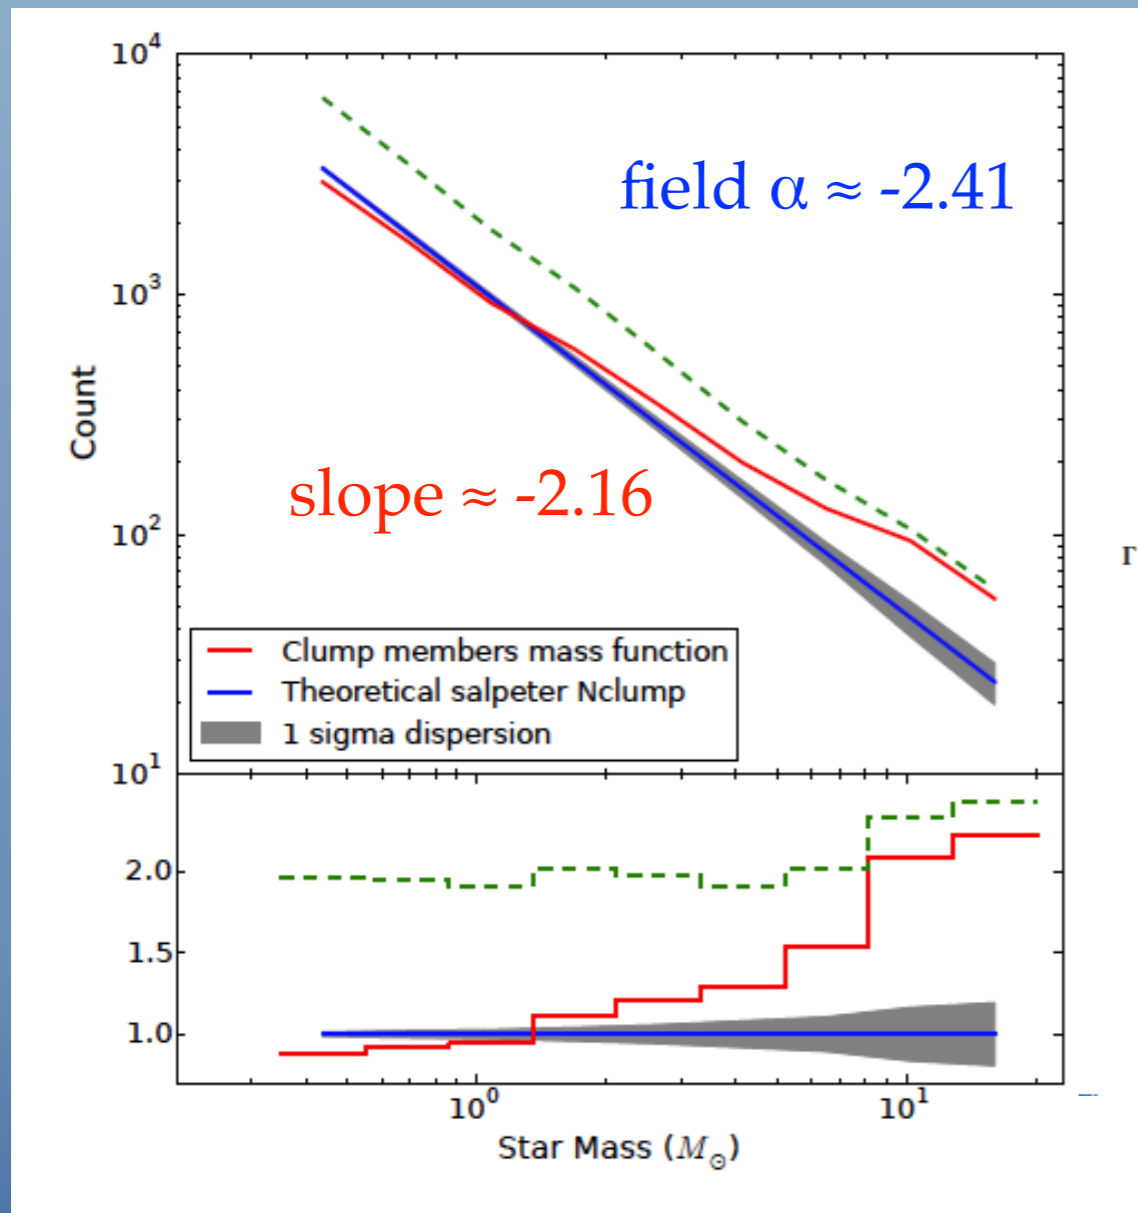 10⁴
field α ≈ -2.41
10³
Count
slope ≈ -2.16
10²
Γ
Clump members mass function
Theoretical salpeter Nclump
1 sigma dispersion
10¹
2.0
1.5
1.0
10⁰
10¹
Star Mass (M☉)